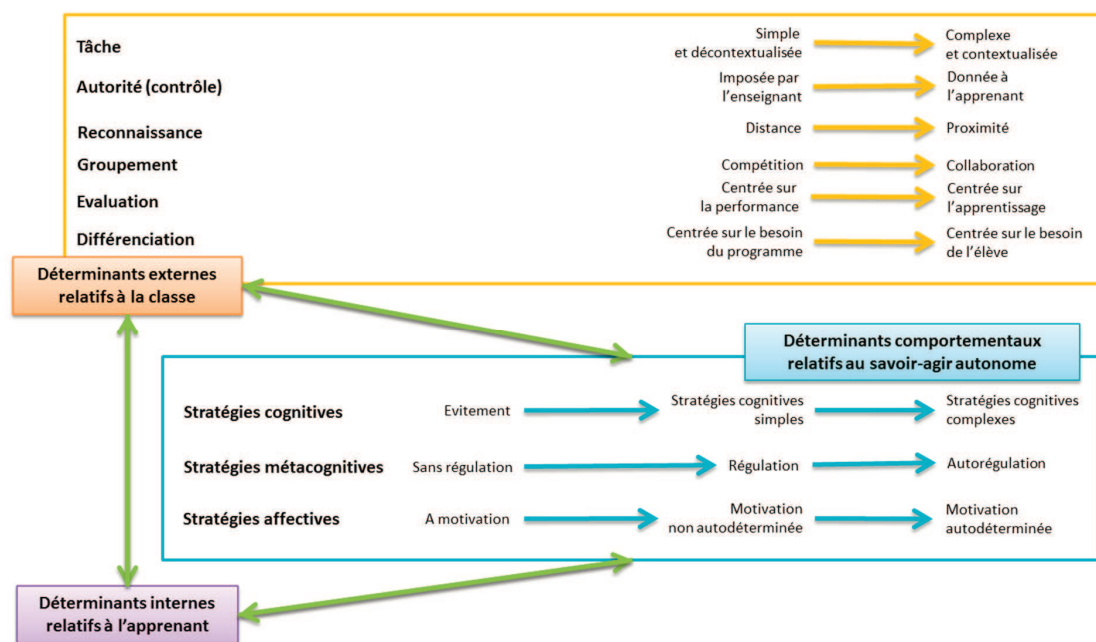 Tâche
Simple
et décontextualisée
Complexe
et contextualisée
Autorité (contrôle)
Imposée par
l'enseignant
Donnée à
l'apprenant
Reconnaissance
Distance
Proximité
Groupement
Compétition
Collaboration
Evaluation
Centrée sur
la performance
Centrée sur
l'apprentissage
Différenciation
Centrée sur le besoin
du programme
Centrée sur le besoin
de l'élève
Déterminants externes
relatifs à la classe
Déterminants comportementaux
relatifs au savoir-agir autonome
Stratégies cognitives
Evitement
Stratégies cognitives
simples
Stratégies cognitives
complexes
Stratégies métacognitives
Sans régulation
Régulation
Autorégulation
Stratégies affectives
A motivation
Motivation
non autodéterminée
Motivation
autodéterminée
Déterminants internes
relatifs à l'apprenant